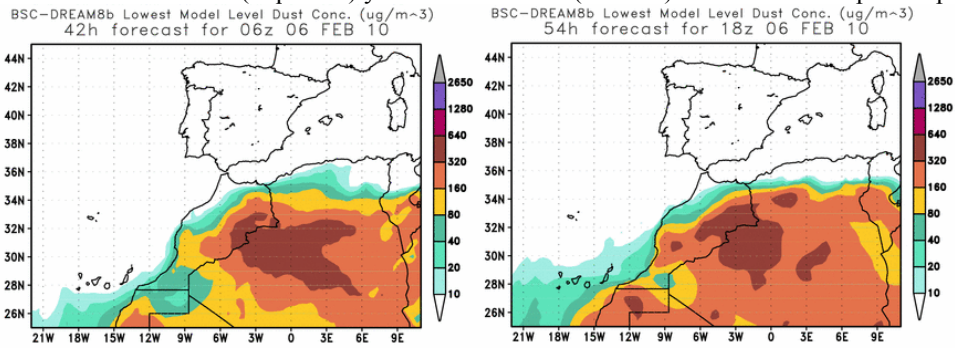 BSC-DREAM8b Lowest Model Level Dust Conc. (ug/m^3)
42h forecast for 06z 06 FEB 10
44N
42N
40N
38N
36N
34N
32N
30N
28N
26N
21W 18W 15W 12W 9W 6W 3W 0 3E 6E 9E
2650
1280
640
320
160
80
40
20
10
BSC-DREAM8b Lowest Model Level Dust Conc. (ug/m^3)
54h forecast for 18z 06 FEB 10
44N
42N
40N
38N
36N
34N
32N
30N
28N
26N
21W 18W 15W 12W 9W 6W 3W 0 3E 6E 9E
2650
1280
640
320
160
80
40
20
10